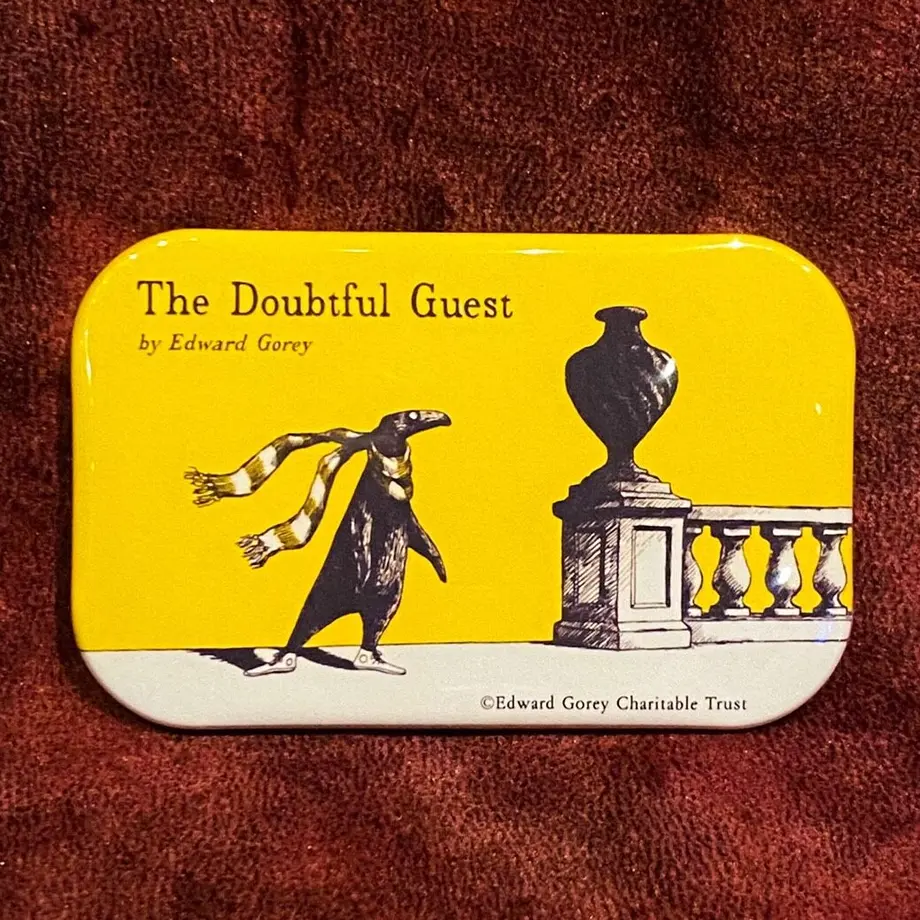 The Doubtful Guest
by Edward Gorey
©Edward Gorey Charitable Trust